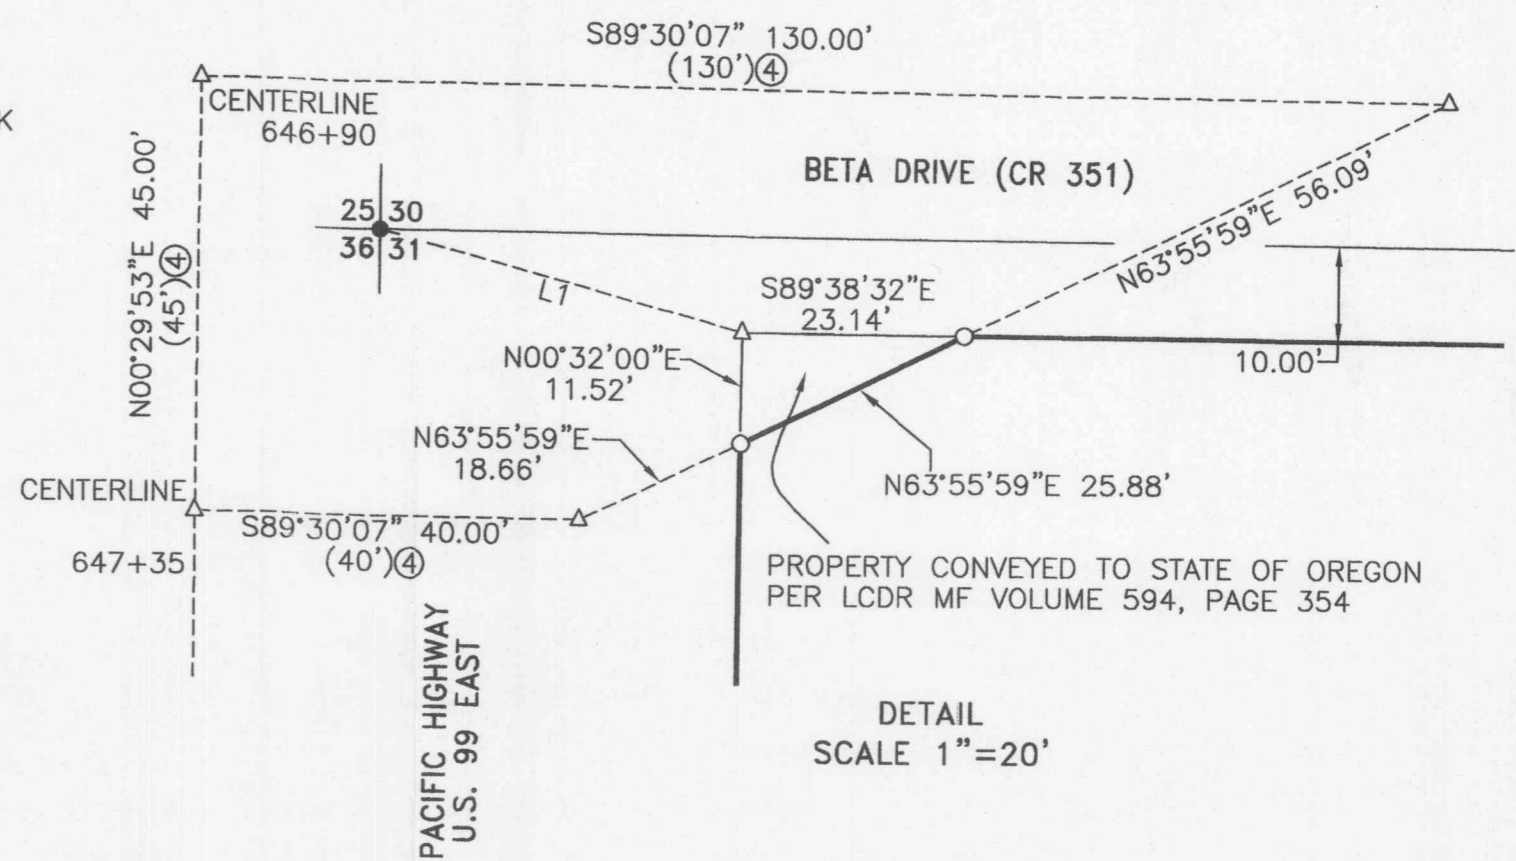 S89°30'07" 130.00'
(130')④
K
CENTERLINE
646+90
N00°29'53"E 45.00'
(45')④
BETA DRIVE (CR 351)
25 30
36 31
N63°55'59"E 56.09'
L1
S89°38'32"E
23.14'
N00°32'00"E
11.52'
10.00'
N63°55'59"E
18.66'
N63°55'59"E 25.88'
CENTERLINE
S89°30'07" 40.00'
(40')④
647+35
PROPERTY CONVEYED TO STATE OF OREGON
PER LCDR MF VOLUME 594, PAGE 354
PACIFIC HIGHWAY
U.S. 99 EAST
DETAIL
SCALE 1"=20'